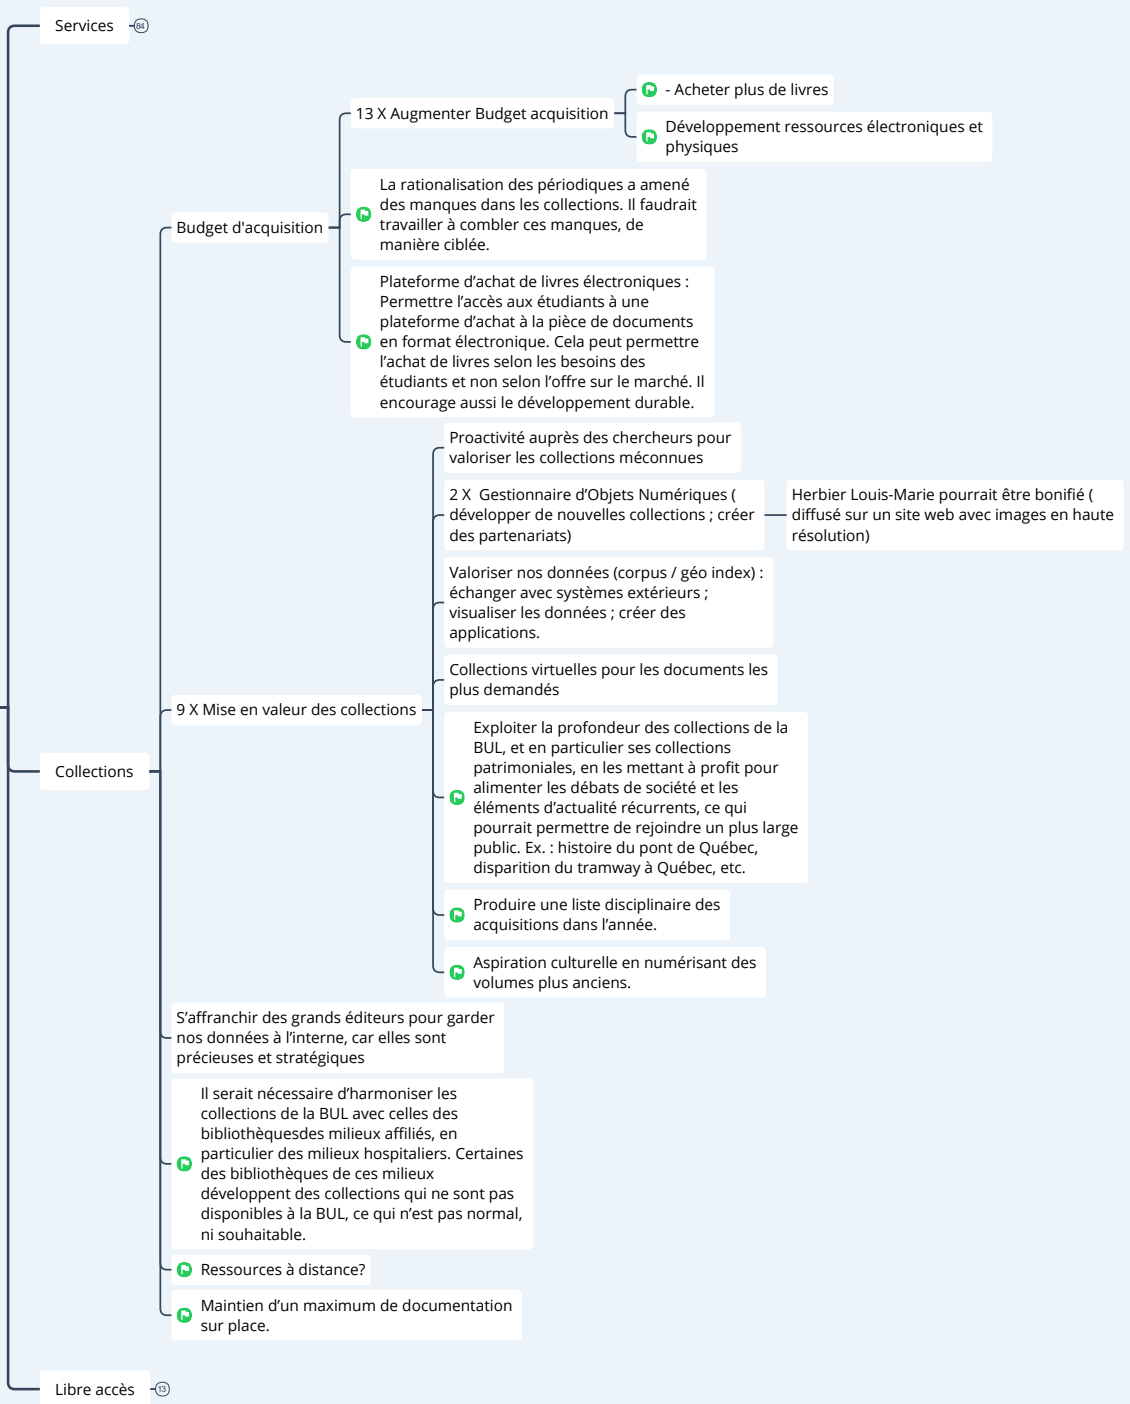 Services
84
13 X Augmenter Budget acquisition
- Acheter plus de livres
Développement ressources électroniques et
physiques
Budget d'acquisition
La rationalisation des périodiques a amené
des manques dans les collections. Il faudrait
travailler à combler ces manques, de
manière ciblée.
Plateforme d’achat de livres électroniques :
Permettre l’accès aux étudiants à une
plateforme d’achat à la pièce de documents
en format électronique. Cela peut permettre
l’achat de livres selon les besoins des
étudiants et non selon l’offre sur le marché. Il
encourage aussi le développement durable.
Collections
9 X Mise en valeur des collections
Proactivité auprès des chercheurs pour
valoriser les collections méconnues
2 X  Gestionnaire d’Objets Numériques (
développer de nouvelles collections ; créer
des partenariats)
Herbier Louis-Marie pourrait être bonifié (
diffusé sur un site web avec images en haute
résolution)
Valoriser nos données (corpus / géo index) :
échanger avec systèmes extérieurs ;
visualiser les données ; créer des
applications.
Collections virtuelles pour les documents les
plus demandés
Exploiter la profondeur des collections de la
BUL, et en particulier ses collections
patrimoniales, en les mettant à profit pour
alimenter les débats de société et les
éléments d’actualité récurrents, ce qui
pourrait permettre de rejoindre un plus large
public. Ex. : histoire du pont de Québec,
disparition du tramway à Québec, etc.
Produire une liste disciplinaire des
acquisitions dans l’année.
Aspiration culturelle en numérisant des
volumes plus anciens.
S’affranchir des grands éditeurs pour garder
nos données à l’interne, car elles sont
précieuses et stratégiques
Il serait nécessaire d’harmoniser les
collections de la BUL avec celles des
bibliothèquesdes milieux affiliés, en
particulier des milieux hospitaliers. Certaines
des bibliothèques de ces milieux
développent des collections qui ne sont pas
disponibles à la BUL, ce qui n’est pas normal,
ni souhaitable.
Ressources à distance?
Maintien d’un maximum de documentation
sur place.
Libre accès
13